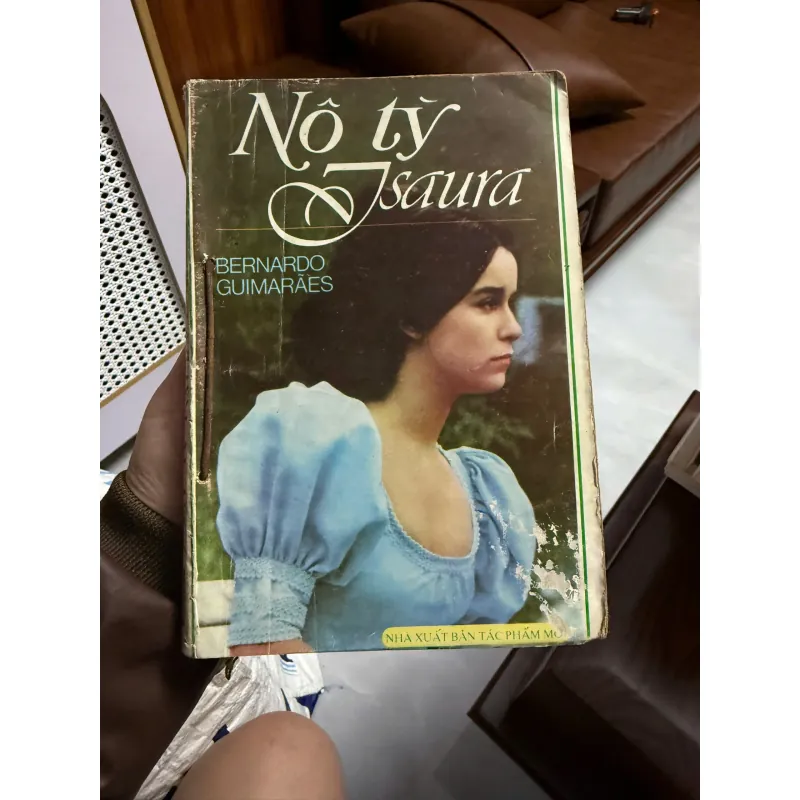 Nô tỳ
Isaura
BERNARDO
GUIMARÃES
NHÀ XUẤT BẢN TÁC PHẨM MỚI